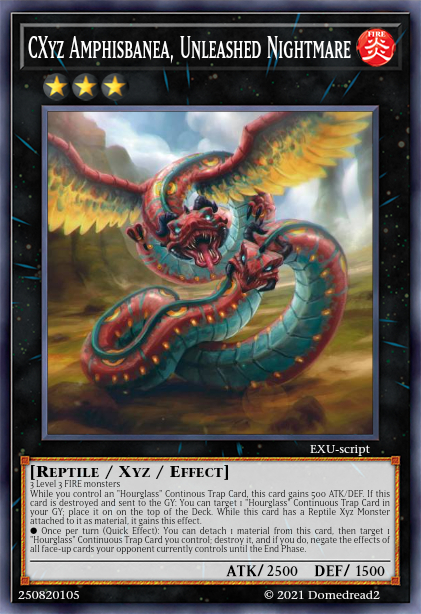 CXyz Amphisbanea, Unleashed Nightmare
FIRE
炎
EXU-script
[Reptile / Xyz / Effect]
3 Level 3 FIRE monsters
While you control an "Hourglass" Continous Trap Card, this card gains 500 ATK/DEF. If this
card is destroyed and sent to the GY: You can target 1 "Hourglass" Continuous Trap Card in
your GY; place it on on the top of the Deck. While this card has a Reptile Xyz Monster
attached to it as material, it gains this effect.
● Once per turn (Quick Effect): You can detach 1 material from this card, then target 1
"Hourglass" continuous Trap Card you control; destroy it, and if you do, negate the effects of
all face-up cards your opponent currently controls until the End Phase.
ATK/ 2500 DEF/ 1500
250820105 © 2021 Domedread2